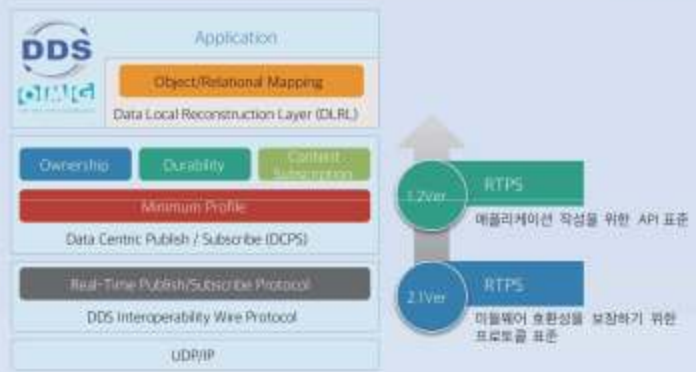 DDS
OMG
Application
Object/Relational Mapping
Data Local Reconstruction Layer (DLRL)
Ownership
Durability
Content
Subscription
Minimum Profile
Data Centric Publish / Subscribe (DCPS)
Real-Time Publish/Subscribe Protocol
DDS Interoperability Wire Protocol
UDP/IP
1.2Ver
RTPS
애플리케이션 작성을 위한 API 표준
2.1Ver
RTPS
미들웨어 호환성을 보장하기 위한
프로토콜 표준